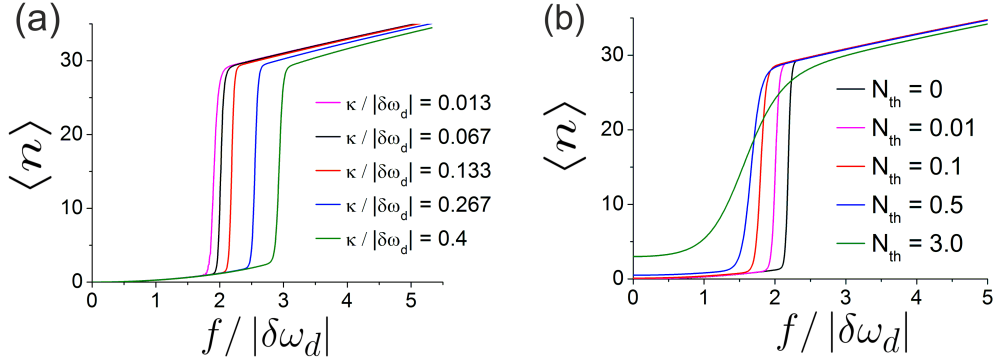 (a)
⟨n⟩
30
20
10
0
0 1 2 3 4 5
f / |δω_d|
κ / |δω_d| = 0.013
κ / |δω_d| = 0.067
κ / |δω_d| = 0.133
κ / |δω_d| = 0.267
κ / |δω_d| = 0.4
(b)
⟨n⟩
30
20
10
0
0 1 2 3 4 5
f / |δω_d|
N_th = 0
N_th = 0.01
N_th = 0.1
N_th = 0.5
N_th = 3.0